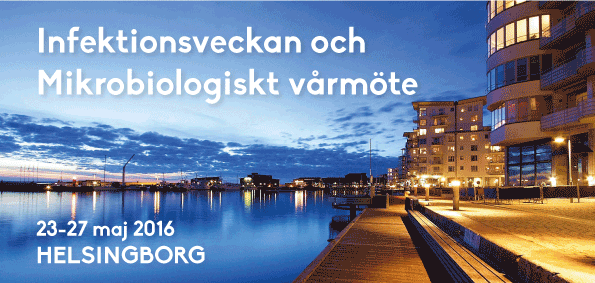 Infektionsveckan och
Mikrobiologiskt vårmöte
23-27 maj 2016
HELSINGBORG